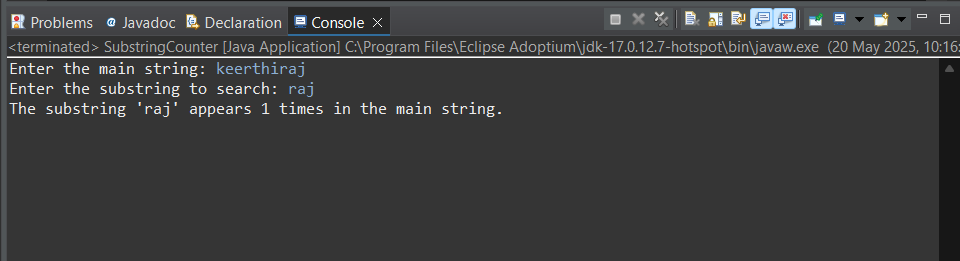 Problems @ Javadoc Declaration Console
<terminated> SubstringCounter [Java Application] C:\Program Files\Eclipse Adoptium\jdk-17.0.12.7-hotspot\bin\javaw.exe (20 May 2025, 10:16:
Enter the main string: keerthiraj
Enter the substring to search: raj
The substring 'raj' appears 1 times in the main string.